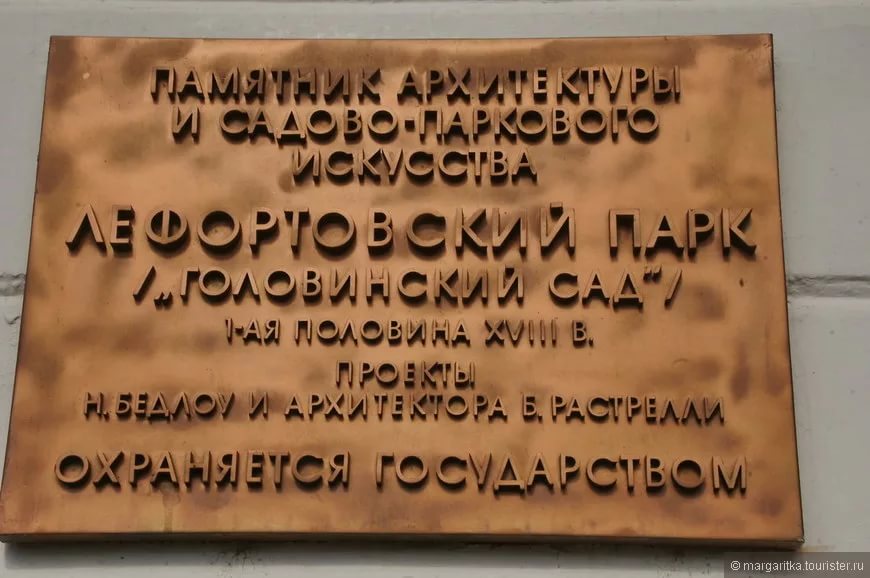 ПАМЯТНИК АРХИТЕКТУРЫ
И САДОВО-ПАРКОВОГО
ИСКУССТВА
ЛЕФОРТОВСКИЙ ПАРК
/„ГОЛОВИНСКИЙ САД“/
1-АЯ ПОЛОВИНА XVIII В.
ПРОЕКТЫ
Н. БЕДЛОУ И АРХИТЕКТОРА Б. РАСТРЕЛЛИ
ОХРАНЯЕТСЯ ГОСУДАРСТВОМ
© margaritka.tourister.ru